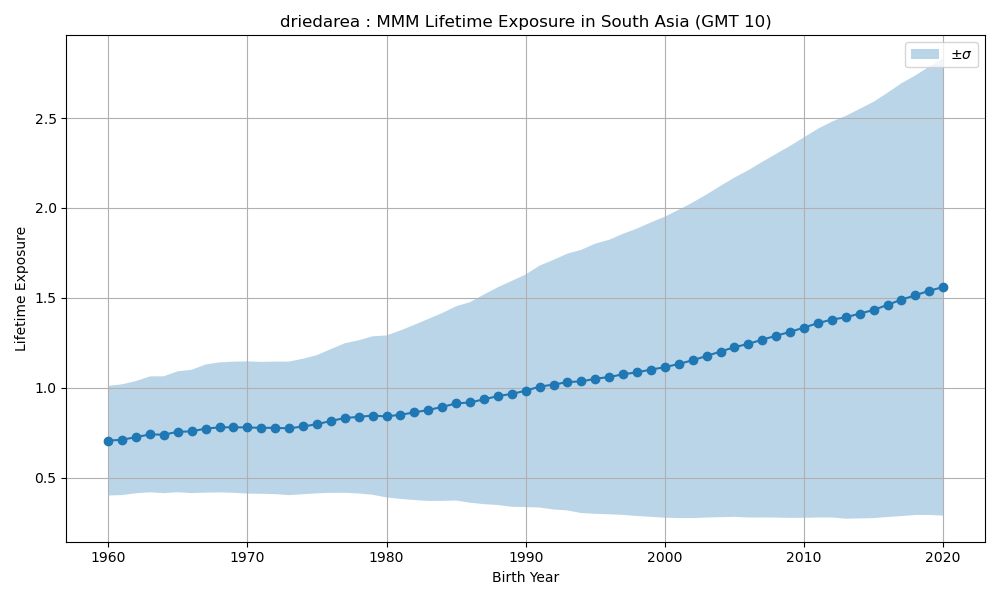 driedarea : MMM Lifetime Exposure in South Asia (GMT 10)
±σ
Lifetime Exposure
2.5
2.0
1.5
1.0
0.5
1960 1970 1980 1990 2000 2010 2020
Birth Year